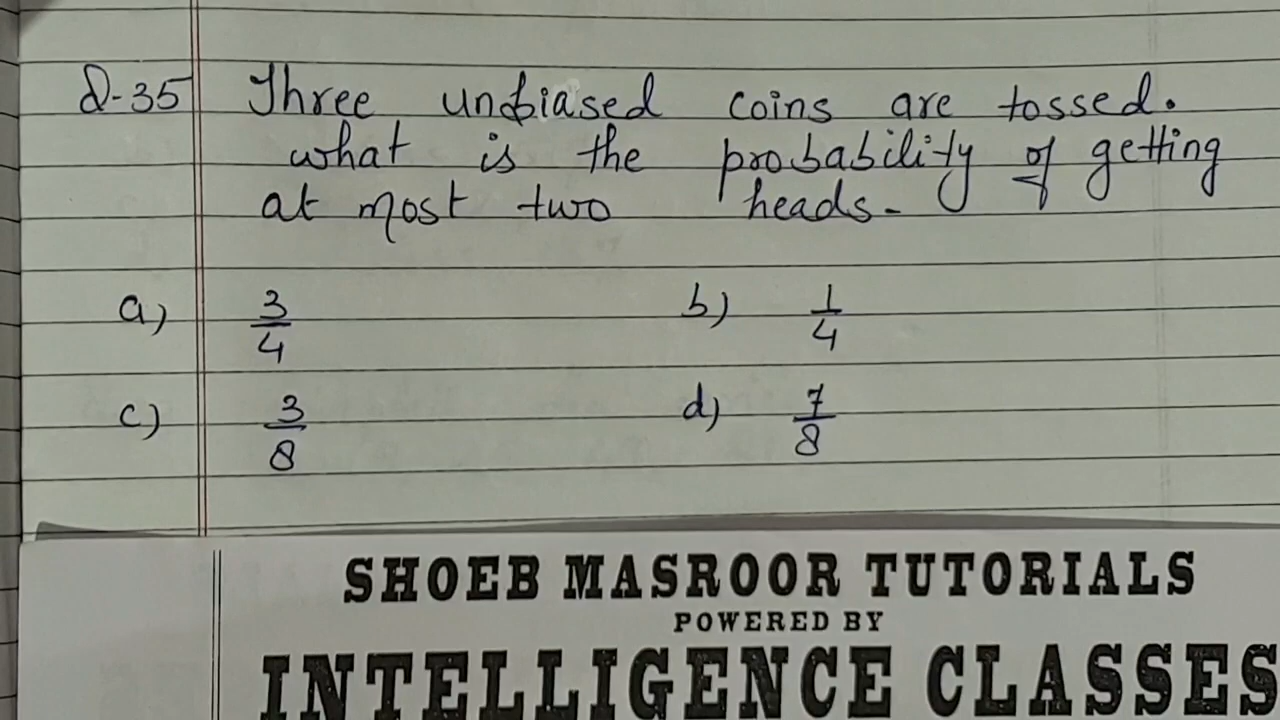 Q-35 Three unbiased coins are tossed.
what is the probability of getting
at most two heads-
a) 3/4 b) 1/4
c) 3/8 d) 7/8
SHOEB MASROOR TUTORIALS
POWERED BY
INTELLIGENCE CLASSES